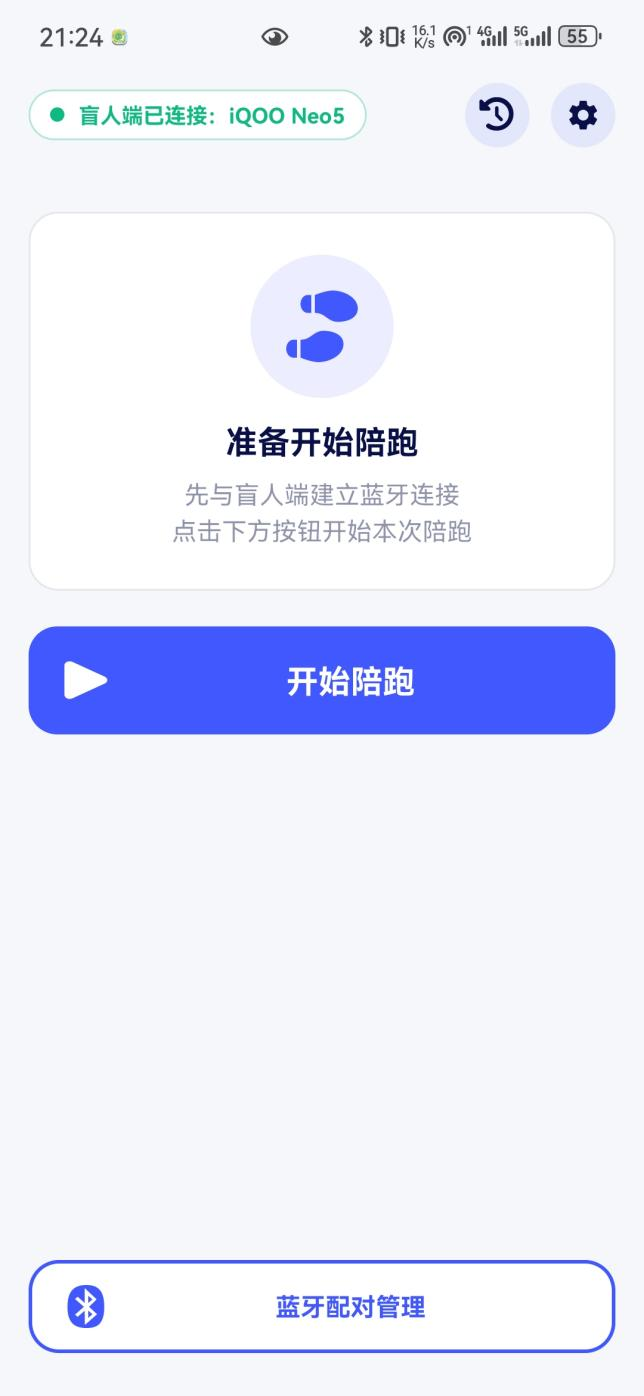 21:24
16.1 K/s
1
4G
5G
55
盲人端已连接：iQOO Neo5
准备开始陪跑
先与盲人端建立蓝牙连接
点击下方按钮开始本次陪跑
开始陪跑
蓝牙配对管理